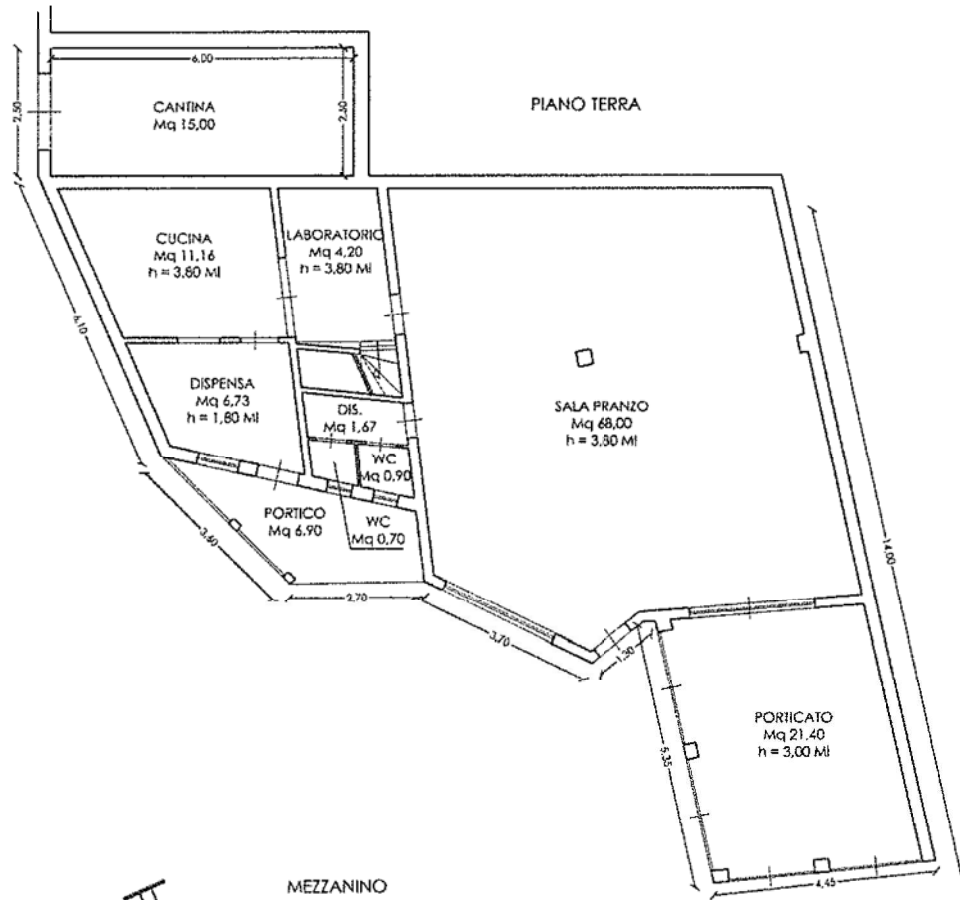 6,00
2,50
2,50
CANTINA
Mq 15,00
PIANO TERRA
CUCINA
Mq 11,16
h = 3,80 Ml
LABORATORIO
Mq 4,20
h = 3,80 Ml
6,10
DISPENSA
Mq 6,73
h = 1,80 Ml
DIS.
Mq 1,67
SALA PRANZO
Mq 68,00
h = 3,80 Ml
WC
Mq 0,90
PORTICO
Mq 6,90
WC
Mq 0,70
3,60
2,70
3,70
1,30
14,00
PORTICATO
Mq 21,40
h = 3,00 Ml
5,35
4,45
MEZZANINO